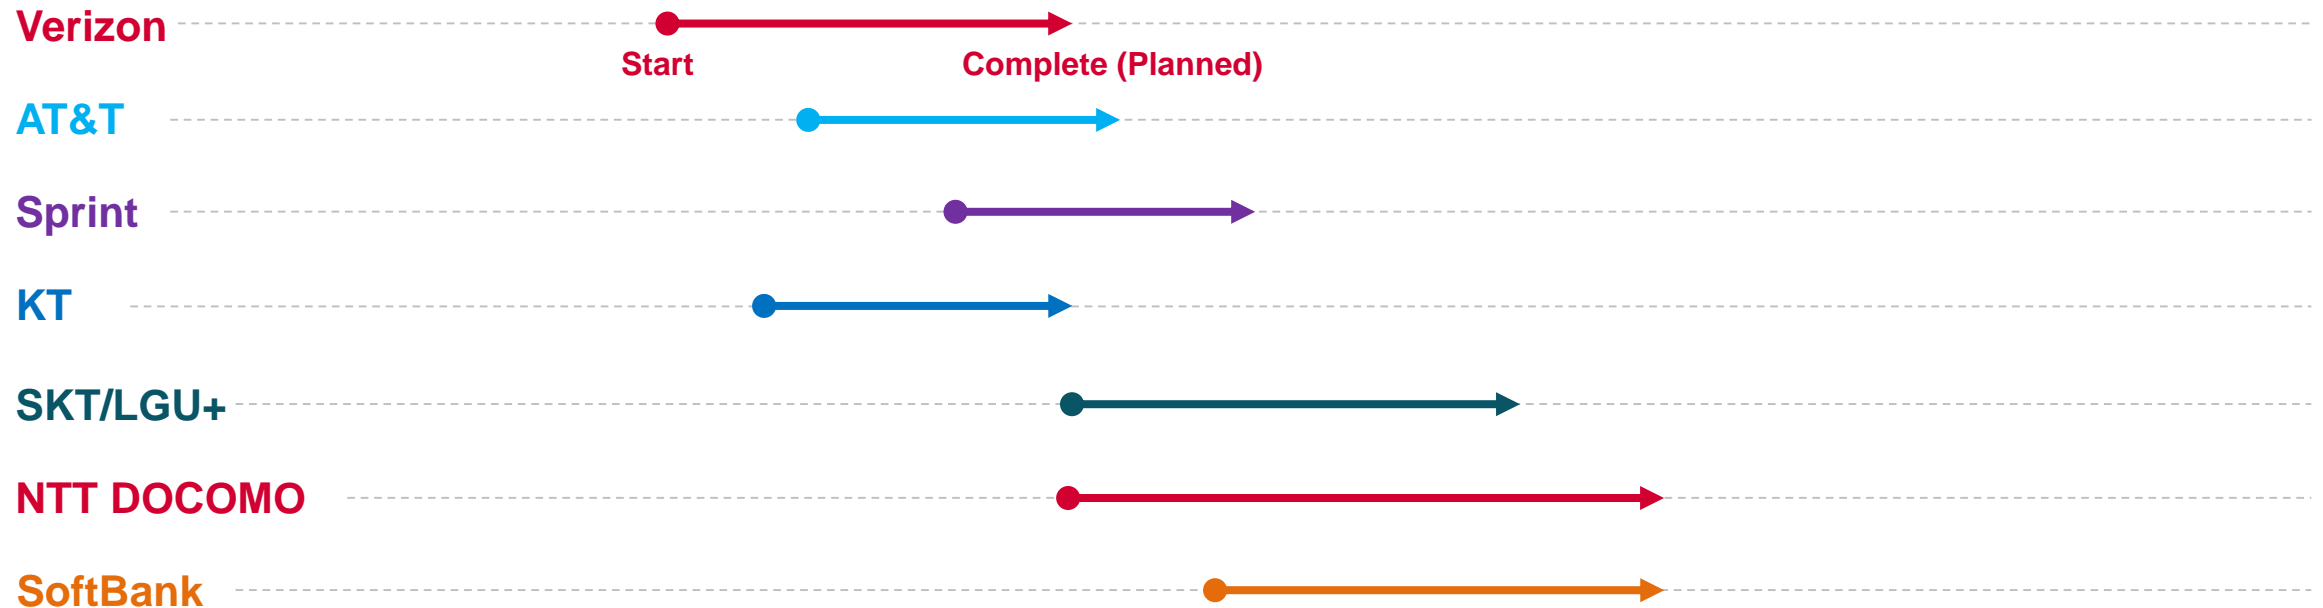 Verizon
Start
Complete (Planned)
AT&T
Sprint
KT
SKT/LGU+
NTT DOCOMO
SoftBank